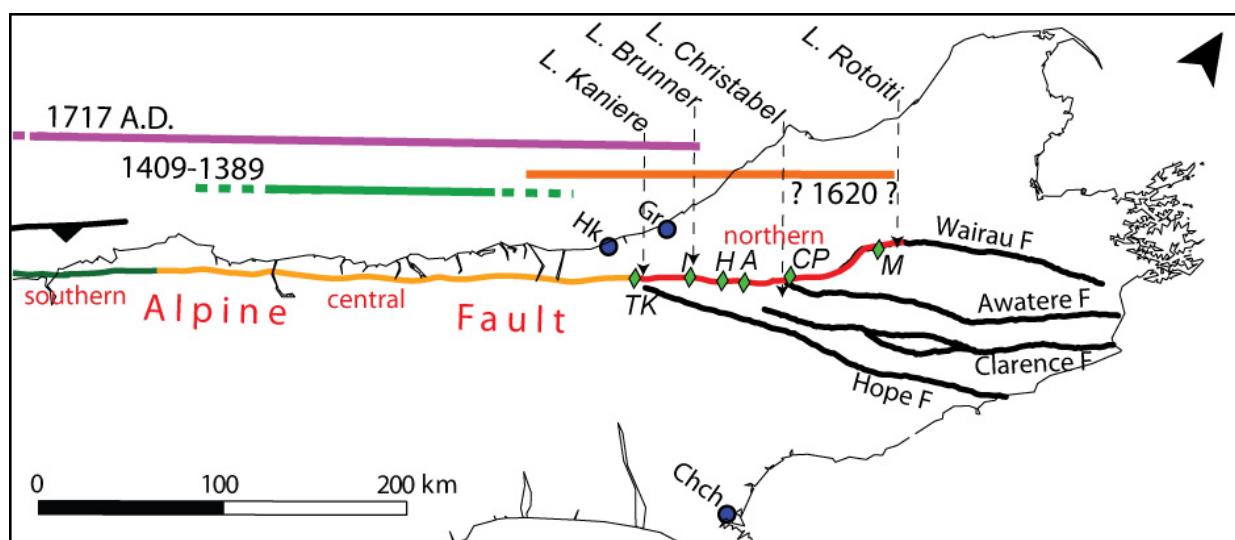 L. Kaniere
L. Brunner
L. Christabel
L. Rotoiti
1717 A.D.
1409-1389
? 1620 ?
Hk
Gr
northern
Wairau F
I
H
A
CP
M
TK
southern
Alpine
central
Fault
Awatere F
Clarence F
Hope F
0
100
200 km
Chch